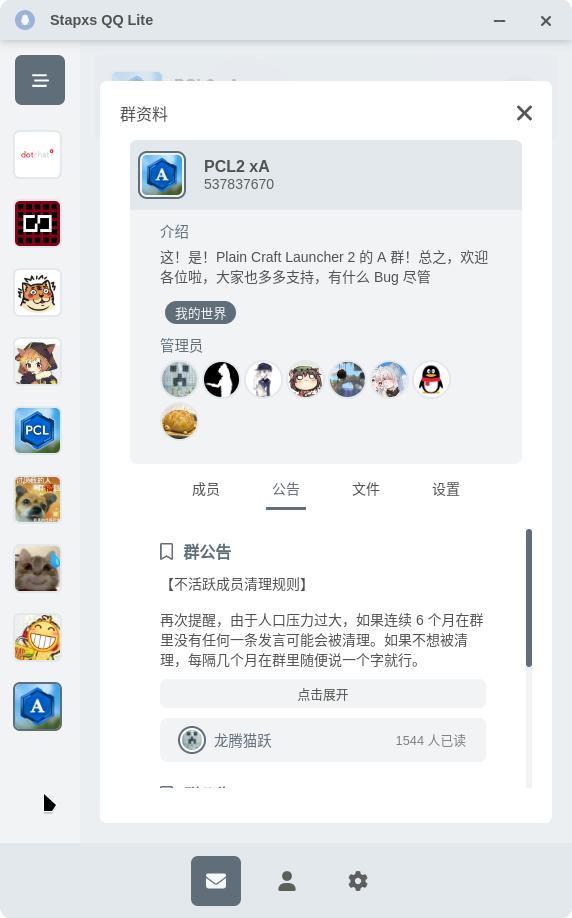 Stapxs QQ Lite
群资料
dotchat
PCL2 xA
537837670
介绍
这！是！Plain Craft Launcher 2 的 A 群！总之，欢迎
各位啦，大家也多多支持，有什么 Bug 尽管
我的世界
管理员
PCL
A
成员 公告 文件 设置
群公告
【不活跃成员清理规则】
再次提醒，由于人口压力过大，如果连续 6 个月在群
里没有任何一条发言可能会被清理。如果不想被清
理，每隔几个月在群里随便说一个字就行。
点击展开
龙腾猫跃 1544 人已读
A